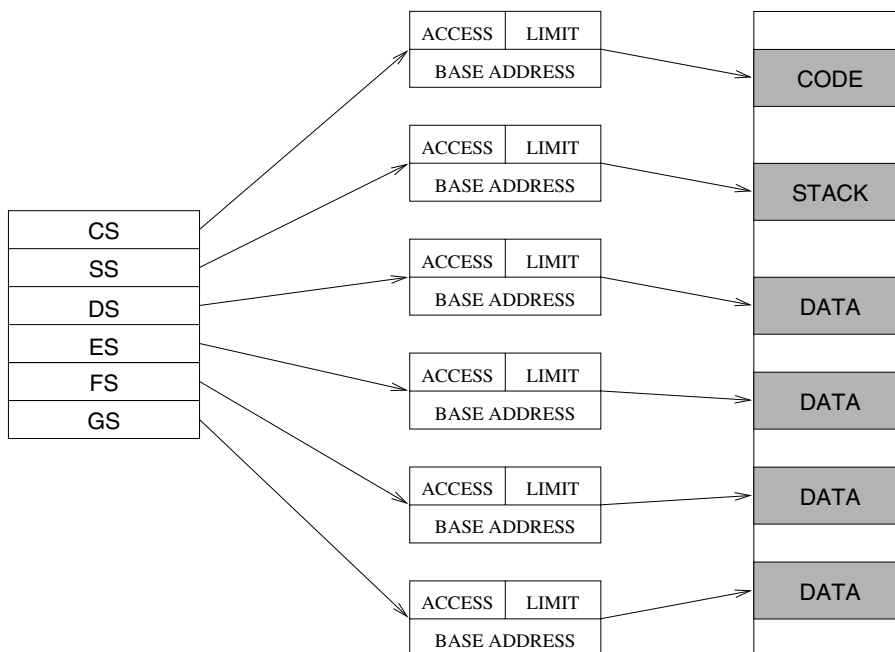 ACCESS LIMIT
BASE ADDRESS
CODE
ACCESS LIMIT
BASE ADDRESS
STACK
CS
SS
DS
ES
FS
GS
ACCESS LIMIT
BASE ADDRESS
DATA
ACCESS LIMIT
BASE ADDRESS
DATA
ACCESS LIMIT
BASE ADDRESS
DATA
ACCESS LIMIT
BASE ADDRESS
DATA